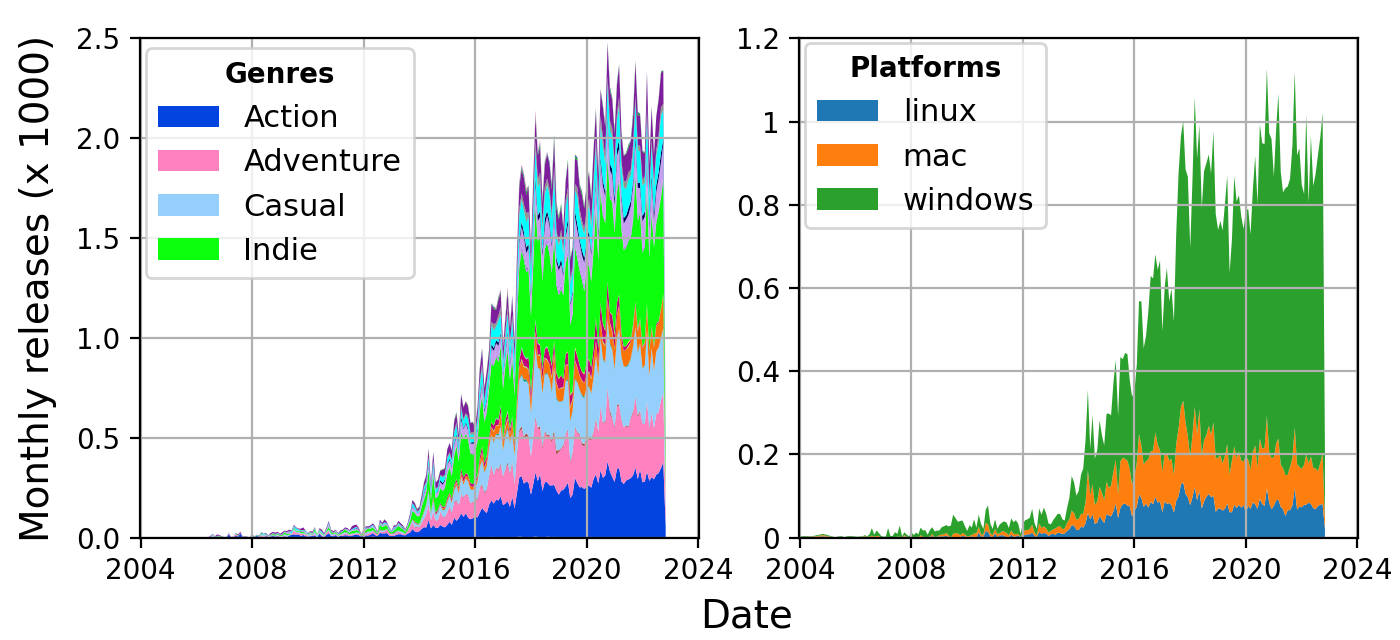 Monthly releases (x 1000)
2.5
2.0
1.5
1.0
0.5
0.0
Genres
Action
Adventure
Casual
Indie
2004 2008 2012 2016 2020 2024
1.2
1
0.8
0.6
0.4
0.2
0
Platforms
linux
mac
windows
2004 2008 2012 2016 2020 2024
Date